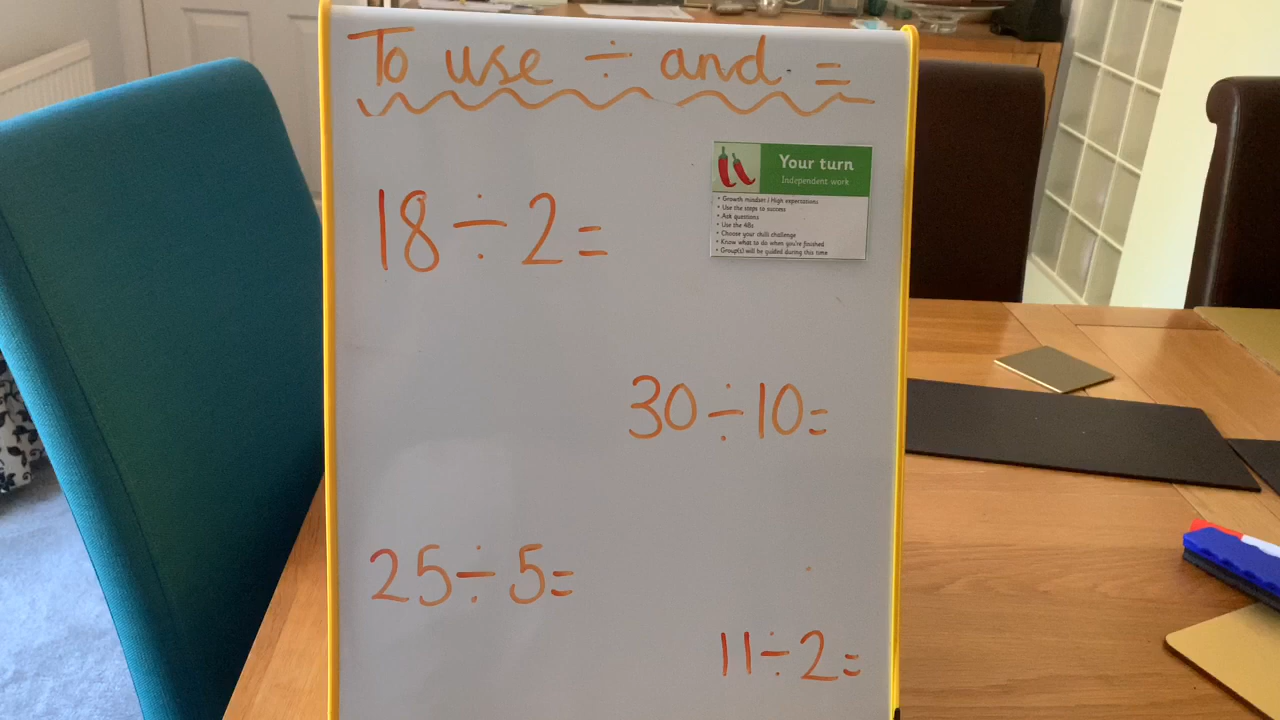 To use ÷ and =
18 ÷ 2 =
Your turn
Independent work
• Growth mindset / High expectations
• Use the steps to success
• Ask questions
• Use the 4Bs
• Choose your chilli challenge
• Know what to do when you're finished
• Group(s) will be guided during this time
30 ÷ 10 =
25 ÷ 5 =
11 ÷ 2 =